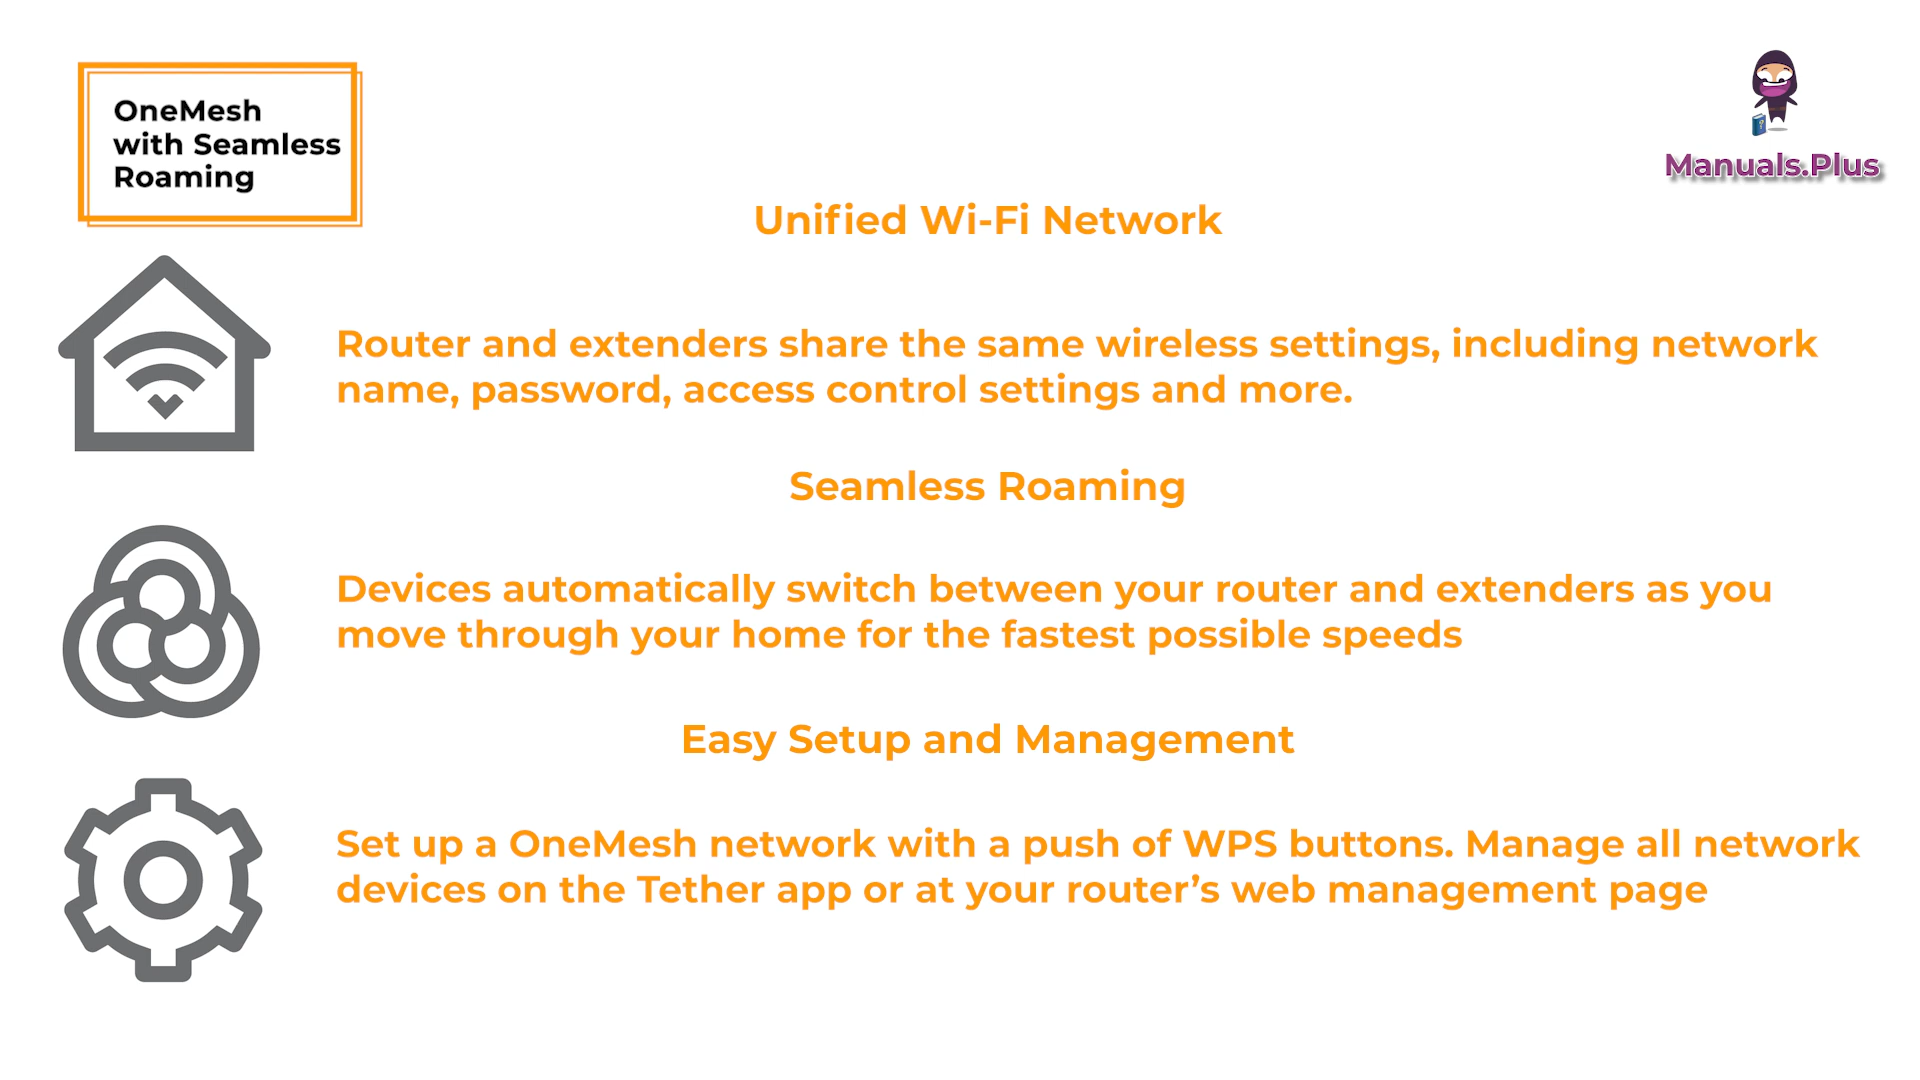 OneMesh
with Seamless
Roaming
Manuals.Plus
Unified Wi-Fi Network
Router and extenders share the same wireless settings, including network
name, password, access control settings and more.
Seamless Roaming
Devices automatically switch between your router and extenders as you
move through your home for the fastest possible speeds
Easy Setup and Management
Set up a OneMesh network with a push of WPS buttons. Manage all network
devices on the Tether app or at your router’s web management page